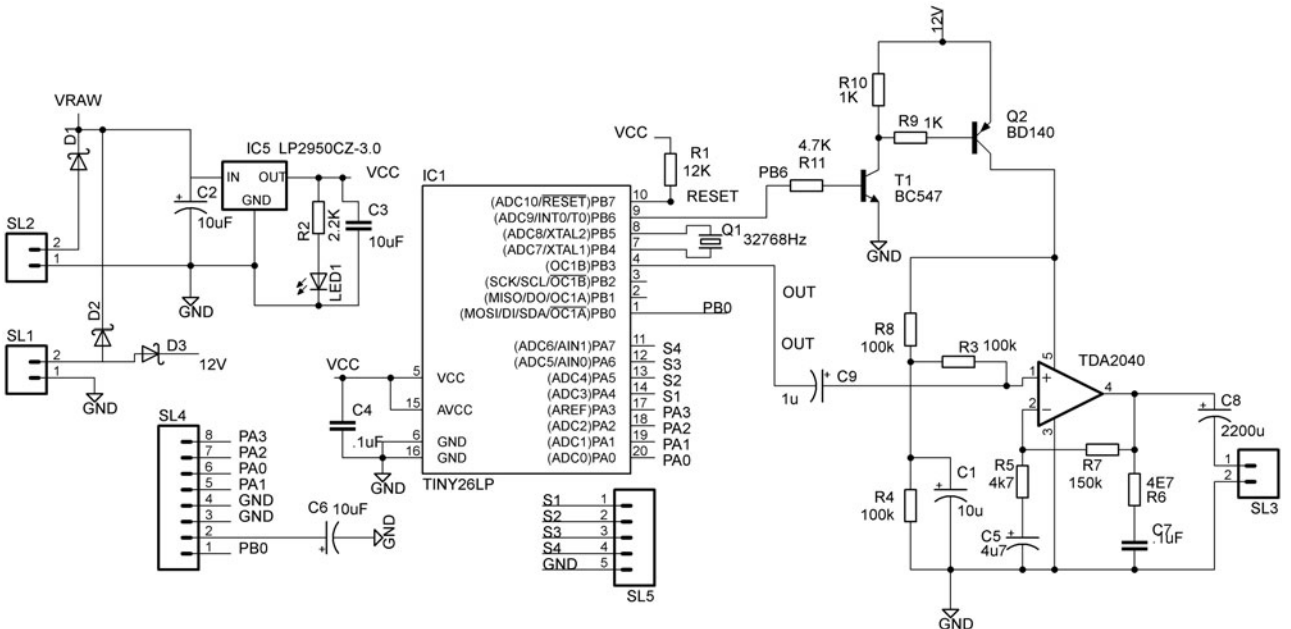 12V
R10
1K
R9 1K
Q2
BD140
VRAW
D1
IC5 LP2950CZ-3.0
IN OUT
GND
VCC
C2
10uF
R2
2.2K
C3
10uF
LED1
GND
SL2
2
1
D2
SL1
2
1
D3
12V
GND
IC1
(ADC10/RESET)PB7 10
(ADC9/INT0/T0)PB6 9
(ADC8/XTAL2)PB5 8
(ADC7/XTAL1)PB4 7
(OC1B)PB3 4
(SCK/SCL/OC1B)PB2 3
(MISO/DO/OC1A)PB1 2
(MOSI/DI/SDA/OC1A)PB0 1
PB0
(ADC6/AIN1)PA7 11 S4
(ADC5/AIN0)PA6 12 S3
(ADC4)PA5 13 S2
(ADC3)PA4 14 S1
(AREF)PA3 17 PA3
(ADC2)PA2 18 PA2
(ADC1)PA1 19 PA1
(ADC0)PA0 20 PA0
5 VCC
15 AVCC
6 GND
16 GND
TINY26LP
VCC
C4
.1uF
GND
VCC
R1
12K
RESET
Q1
32768Hz
PB6
4.7K
R11
T1
BC547
GND
OUT
OUT
R8
100k
R3 100k
C9
1u
TDA2040
5
1
+
2
−
3
4
C8
2200u
R5
4k7
R7
150k
4E7
R6
C1
10u
R4
100k
C5
4u7
C7
.1uF
GND
1
2
SL3
SL4
8 PA3
7 PA2
6 PA0
5 PA1
4 GND
3 GND
2
1 PB0
C6 10uF
GND
S1 1
S2 2
S3 3
S4 4
GND 5
SL5